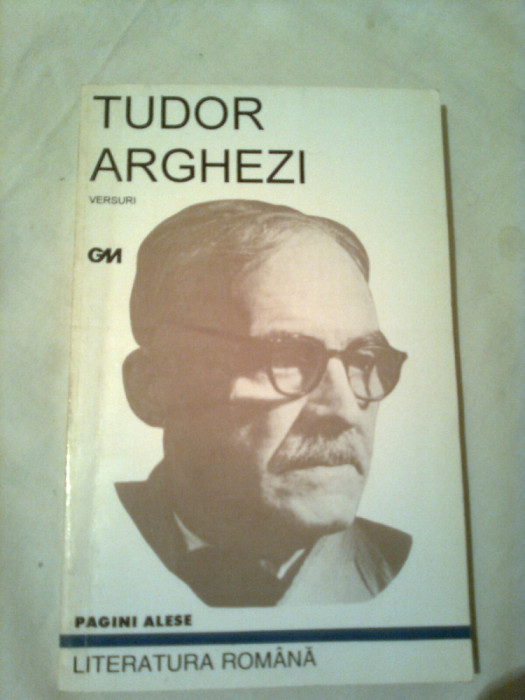 TUDOR
ARGHEZI
VERSURI
GM
PAGINI ALESE
LITERATURA ROMÂNĂ